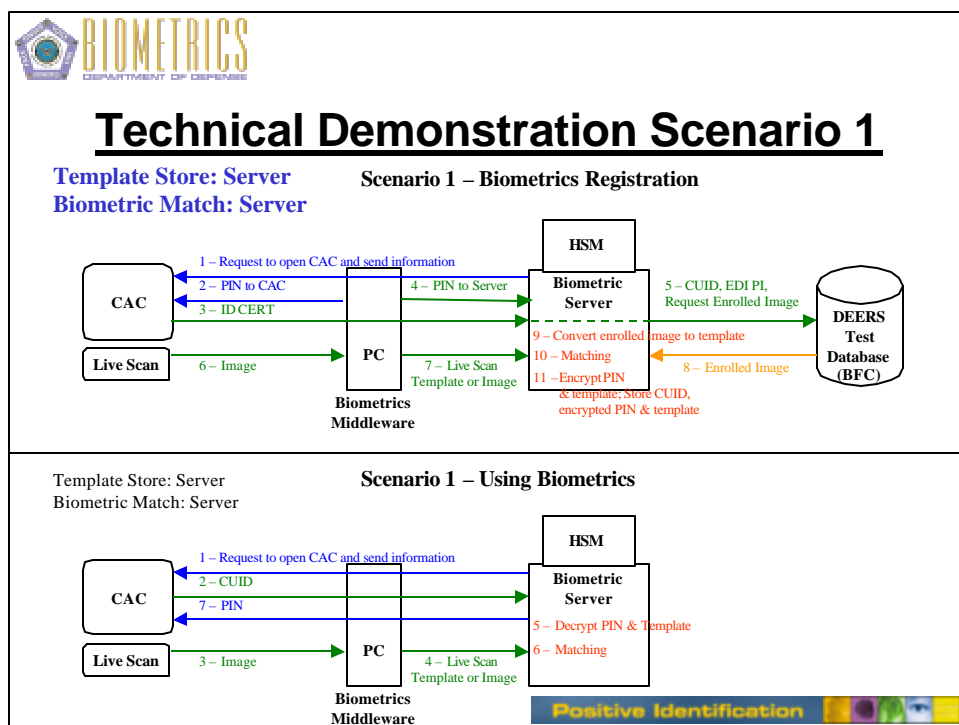 BIOMETRICS
DEPARTMENT OF DEFENSE
Technical Demonstration Scenario 1
Template Store: Server
Biometric Match: Server
Scenario 1 – Biometrics Registration
HSM
1 – Request to open CAC and send information
2 – PIN to CAC
3 – ID CERT
CAC
4 – PIN to Server
Biometric
Server
5 – CUID, EDI PI,
Request Enrolled Image
DEERS
Test
Database
(BFC)
9 – Convert enrolled image to template
10 – Matching
11 – Encrypt PIN
& template; Store CUID,
encrypted PIN & template
8 – Enrolled Image
Live Scan
6 – Image
PC
7 – Live Scan
Template or Image
Biometrics
Middleware
Template Store: Server
Biometric Match: Server
Scenario 1 – Using Biometrics
HSM
1 – Request to open CAC and send information
2 – CUID
7 – PIN
CAC
Biometric
Server
5 – Decrypt PIN & Template
6 – Matching
Live Scan
3 – Image
PC
4 – Live Scan
Template or Image
Biometrics
Middleware
Positive Identification